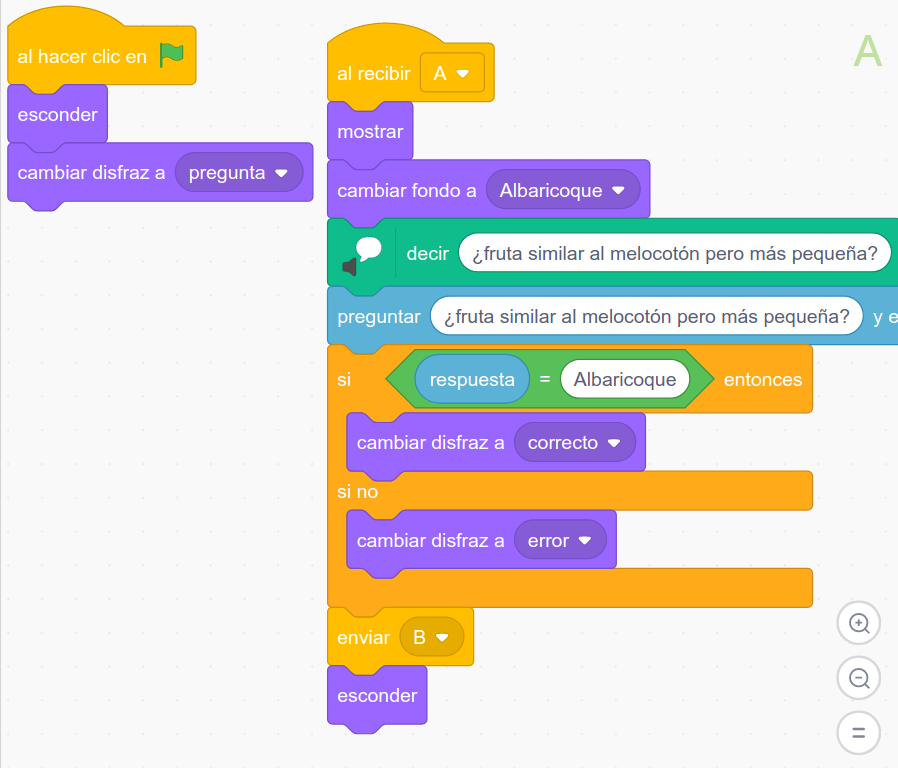 al hacer clic en
esconder
cambiar disfraz a pregunta
A
al recibir A
mostrar
cambiar fondo a Albaricoque
decir ¿fruta similar al melocotón pero más pequeña?
preguntar ¿fruta similar al melocotón pero más pequeña? y e
si respuesta = Albaricoque entonces
cambiar disfraz a correcto
si no
cambiar disfraz a error
enviar B
esconder